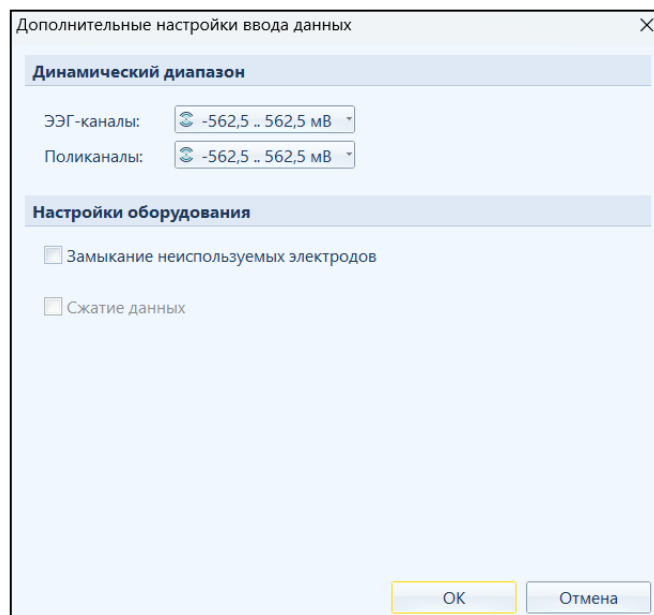 Дополнительные настройки ввода данных
Динамический диапазон
ЭЭГ-каналы: -562,5 .. 562,5 мВ
Поликаналы: -562,5 .. 562,5 мВ
Настройки оборудования
Замыкание неиспользуемых электродов
Сжатие данных
ОК Отмена